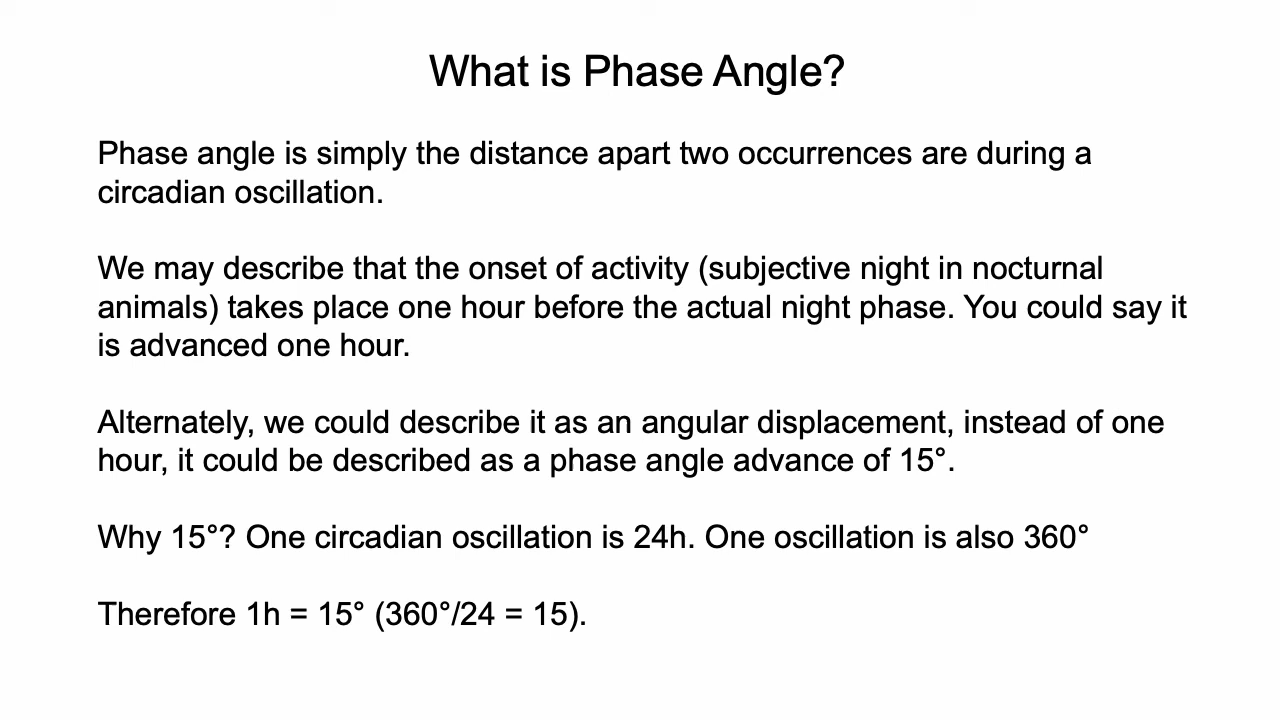 What is Phase Angle?
Phase angle is simply the distance apart two occurrences are during a
circadian oscillation.
We may describe that the onset of activity (subjective night in nocturnal
animals) takes place one hour before the actual night phase. You could say it
is advanced one hour.
Alternately, we could describe it as an angular displacement, instead of one
hour, it could be described as a phase angle advance of 15°.
Why 15°? One circadian oscillation is 24h. One oscillation is also 360°
Therefore 1h = 15° (360°/24 = 15).